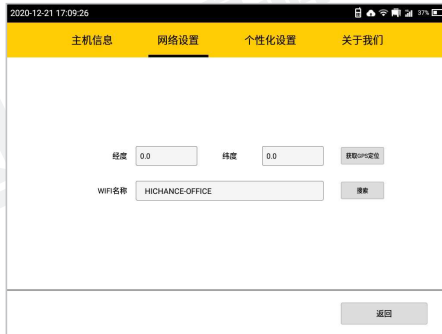 2020-12-21 17:09:26 37%
主机信息 网络设置 个性化设置 关于我们
经度 0.0 纬度 0.0 获取GPS定位
WIFI名称 HICHANCE-OFFICE 搜索
返回